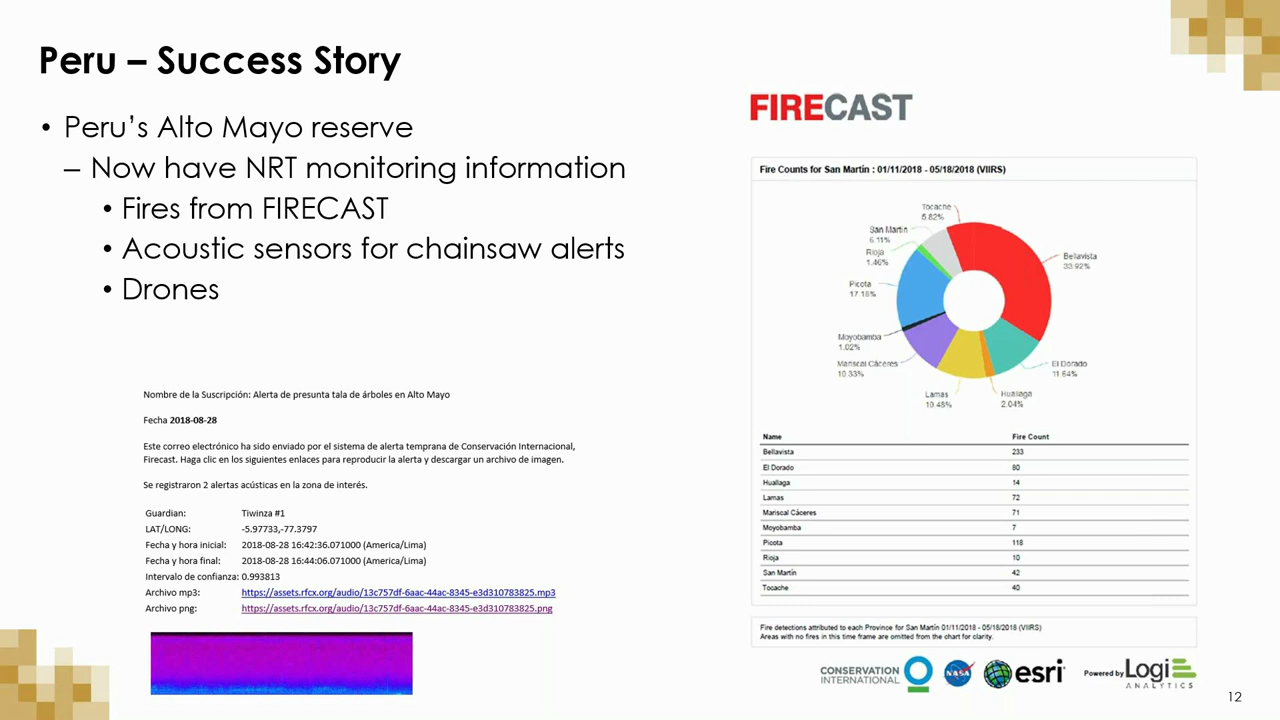 Peru – Success Story
• Peru's Alto Mayo reserve
– Now have NRT monitoring information
• Fires from FIRECAST
• Acoustic sensors for chainsaw alerts
• Drones
Nombre de la Suscripción: Alerta de presunta tala de árboles en Alto Mayo
Fecha 2018-08-28
Este correo electrónico ha sido enviado por el sistema de alerta temprana de Conservación Internacional,
Firecast. Haga clic en los siguientes enlaces para reproducir la alerta y descargar un archivo de imagen.
Se registraron 2 alertas acústicas en la zona de interés.
Guardian: Tiwinza #1
LAT/LONG: -5.97733,-77.3797
Fecha y hora inicial: 2018-08-28 16:42:36.071000 (America/Lima)
Fecha y hora final: 2018-08-28 16:44:06.071000 (America/Lima)
Intervalo de confianza: 0.993813
Archivo mp3: https://assets.rfcx.org/audio/13c757df-6aac-44ac-8345-e3d310783825.mp3
Archivo png: https://assets.rfcx.org/audio/13c757df-6aac-44ac-8345-e3d310783825.png
FIRECAST
Fire Counts for San Martín : 01/11/2018 - 05/18/2018 (VIIRS)
Tocache
5.82%
San Martín
6.11%
Rioja
1.46%
Picota
17.18%
Moyobamba
1.02%
Mariscal Cáceres
10.33%
Lamas
10.48%
Huallaga
2.04%
El Dorado
11.64%
Bellavista
33.92%
Name Fire Count
Bellavista 233
El Dorado 80
Huallaga 14
Lamas 72
Mariscal Cáceres 71
Moyobamba 7
Picota 118
Rioja 10
San Martín 42
Tocache 40
Fire detections attributed to each Province for San Martín 01/11/2018 - 05/18/2018 (VIIRS)
Areas with no fires in this time frame are omitted from the chart for clarity.
CONSERVATION
INTERNATIONAL
NASA
esri
Powered by Logi
ANALYTICS
12